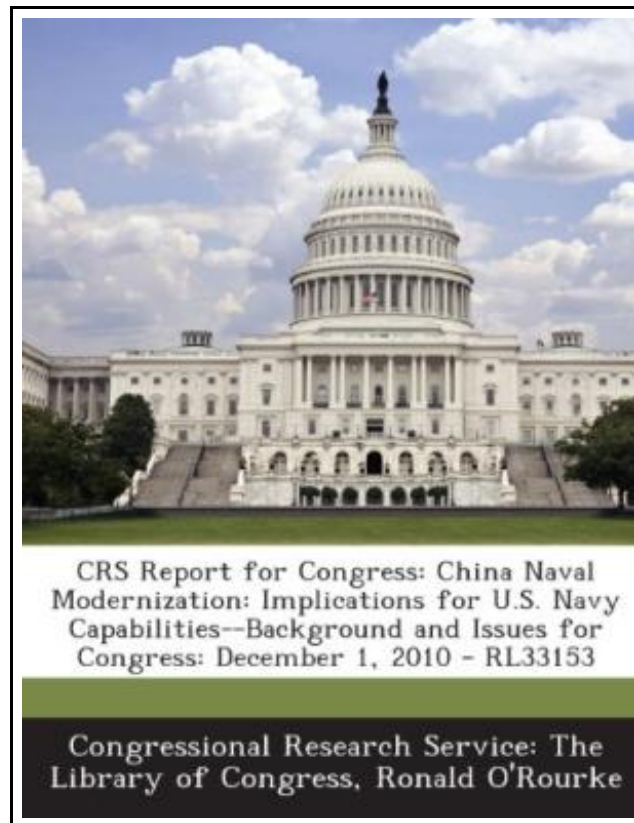 CRS Report for Congress: China Naval
Modernization: Implications for U.S. Navy
Capabilities--Background and Issues for
Congress: December 1, 2010 - RL33153
Congressional Research Service: The
Library of Congress, Ronald O'Rourke